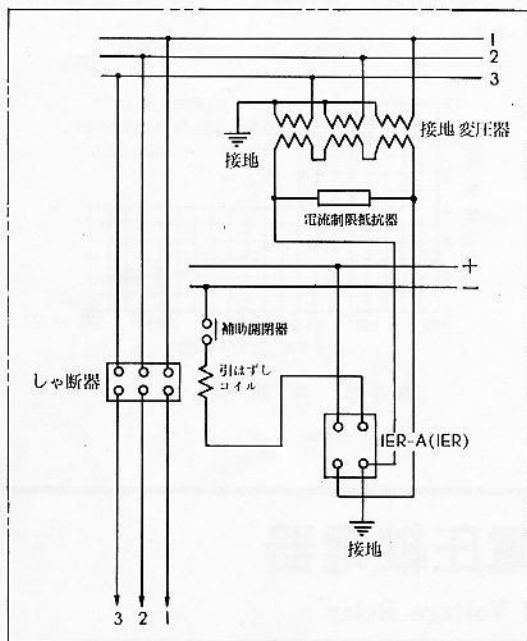 1
2
3
接地変圧器
接地
電流制限抵抗器
+
−
補助開閉器
引はずし
コイル
しゃ断器
IER-A(IER)
接地
3 2 1